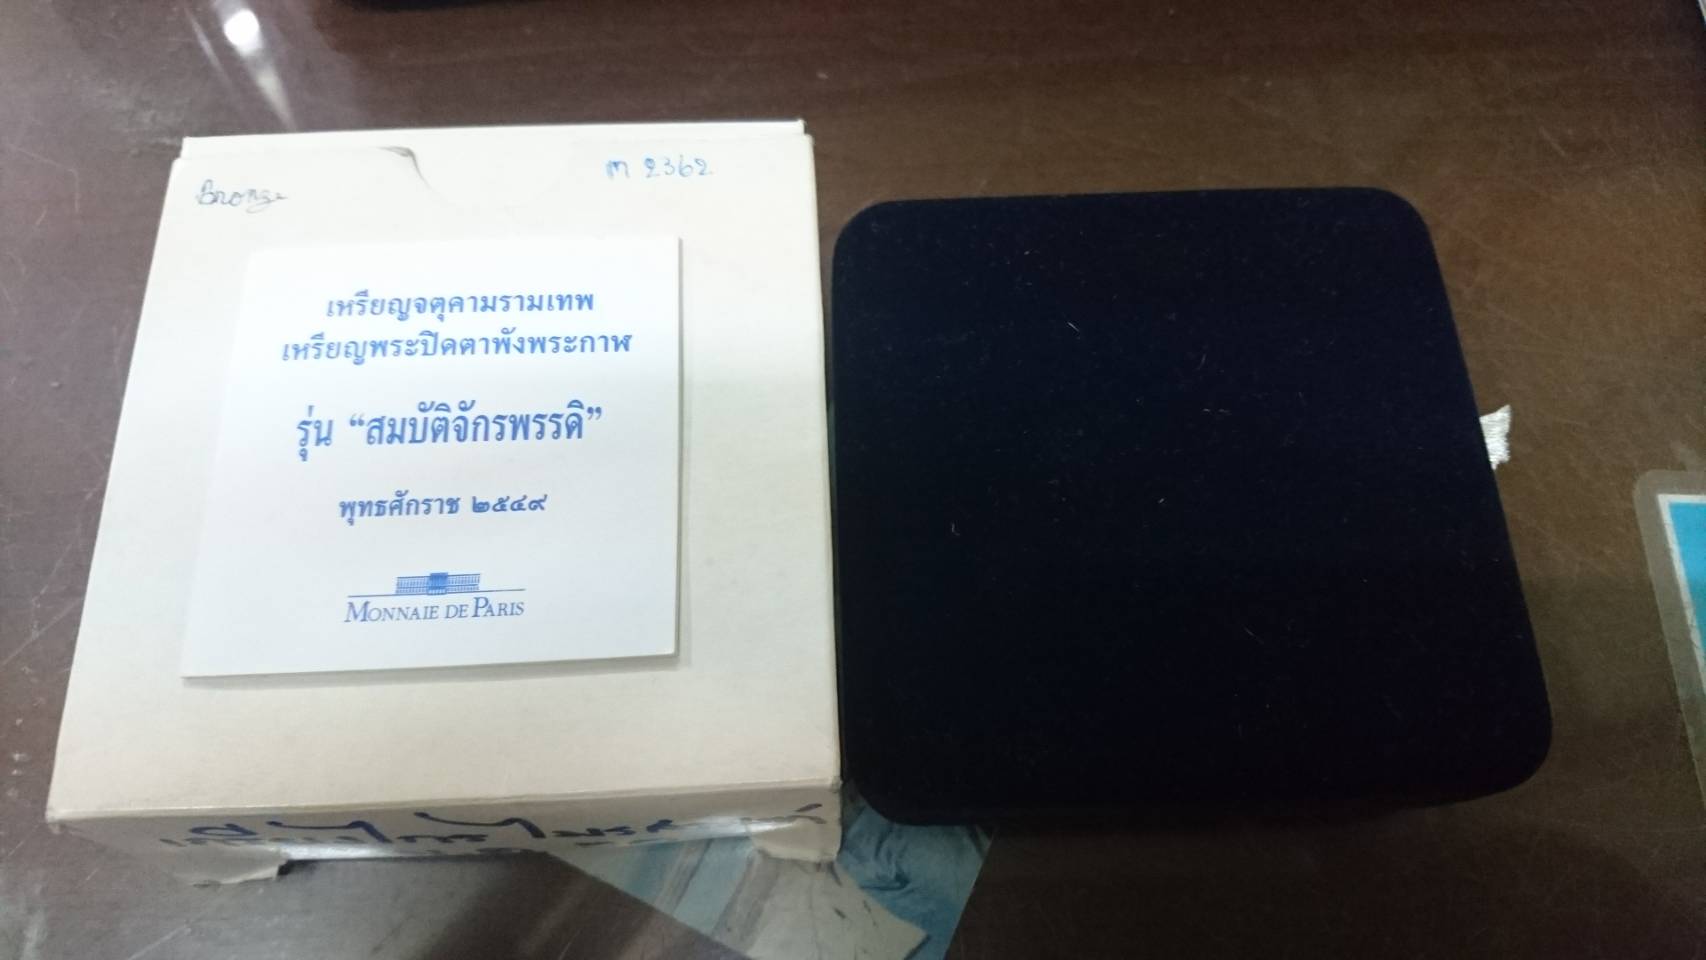 Bronze
ต 2362
เหรียญจตุคามรามเทพ
เหรียญพระปิดตาพังพระกาฬ
รุ่น “สมบัติจักรพรรดิ”
พุทธศักราช ๒๕๔๙
MONNAIE DE PARIS